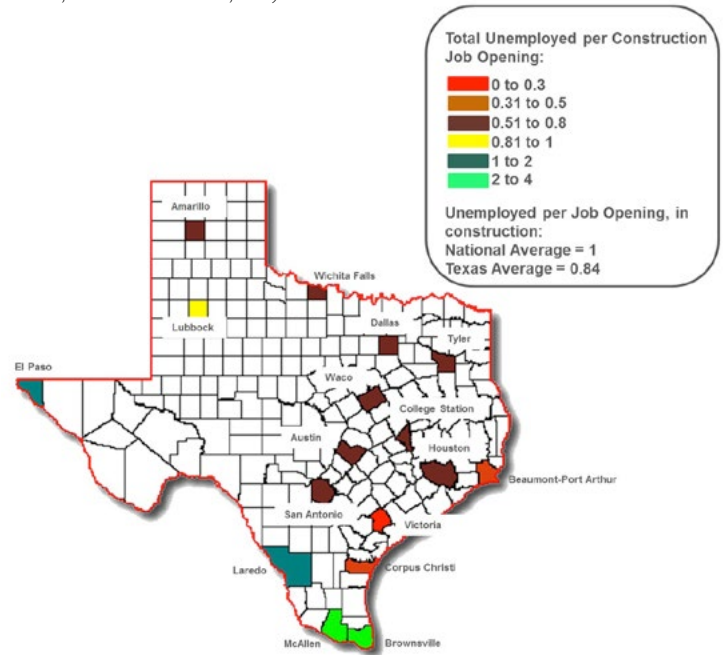 Total Unemployed per Construction
Job Opening:
0 to 0.3
0.31 to 0.5
0.51 to 0.8
0.81 to 1
1 to 2
2 to 4
Unemployed per Job Opening, in
construction:
National Average = 1
Texas Average = 0.84
Amarillo
Wichita Falls
Lubbock
Dallas
Tyler
El Paso
Waco
College Station
Austin
Houston
Beaumont-Port Arthur
San Antonio
Victoria
Laredo
Corpus Christi
McAllen
Brownsville